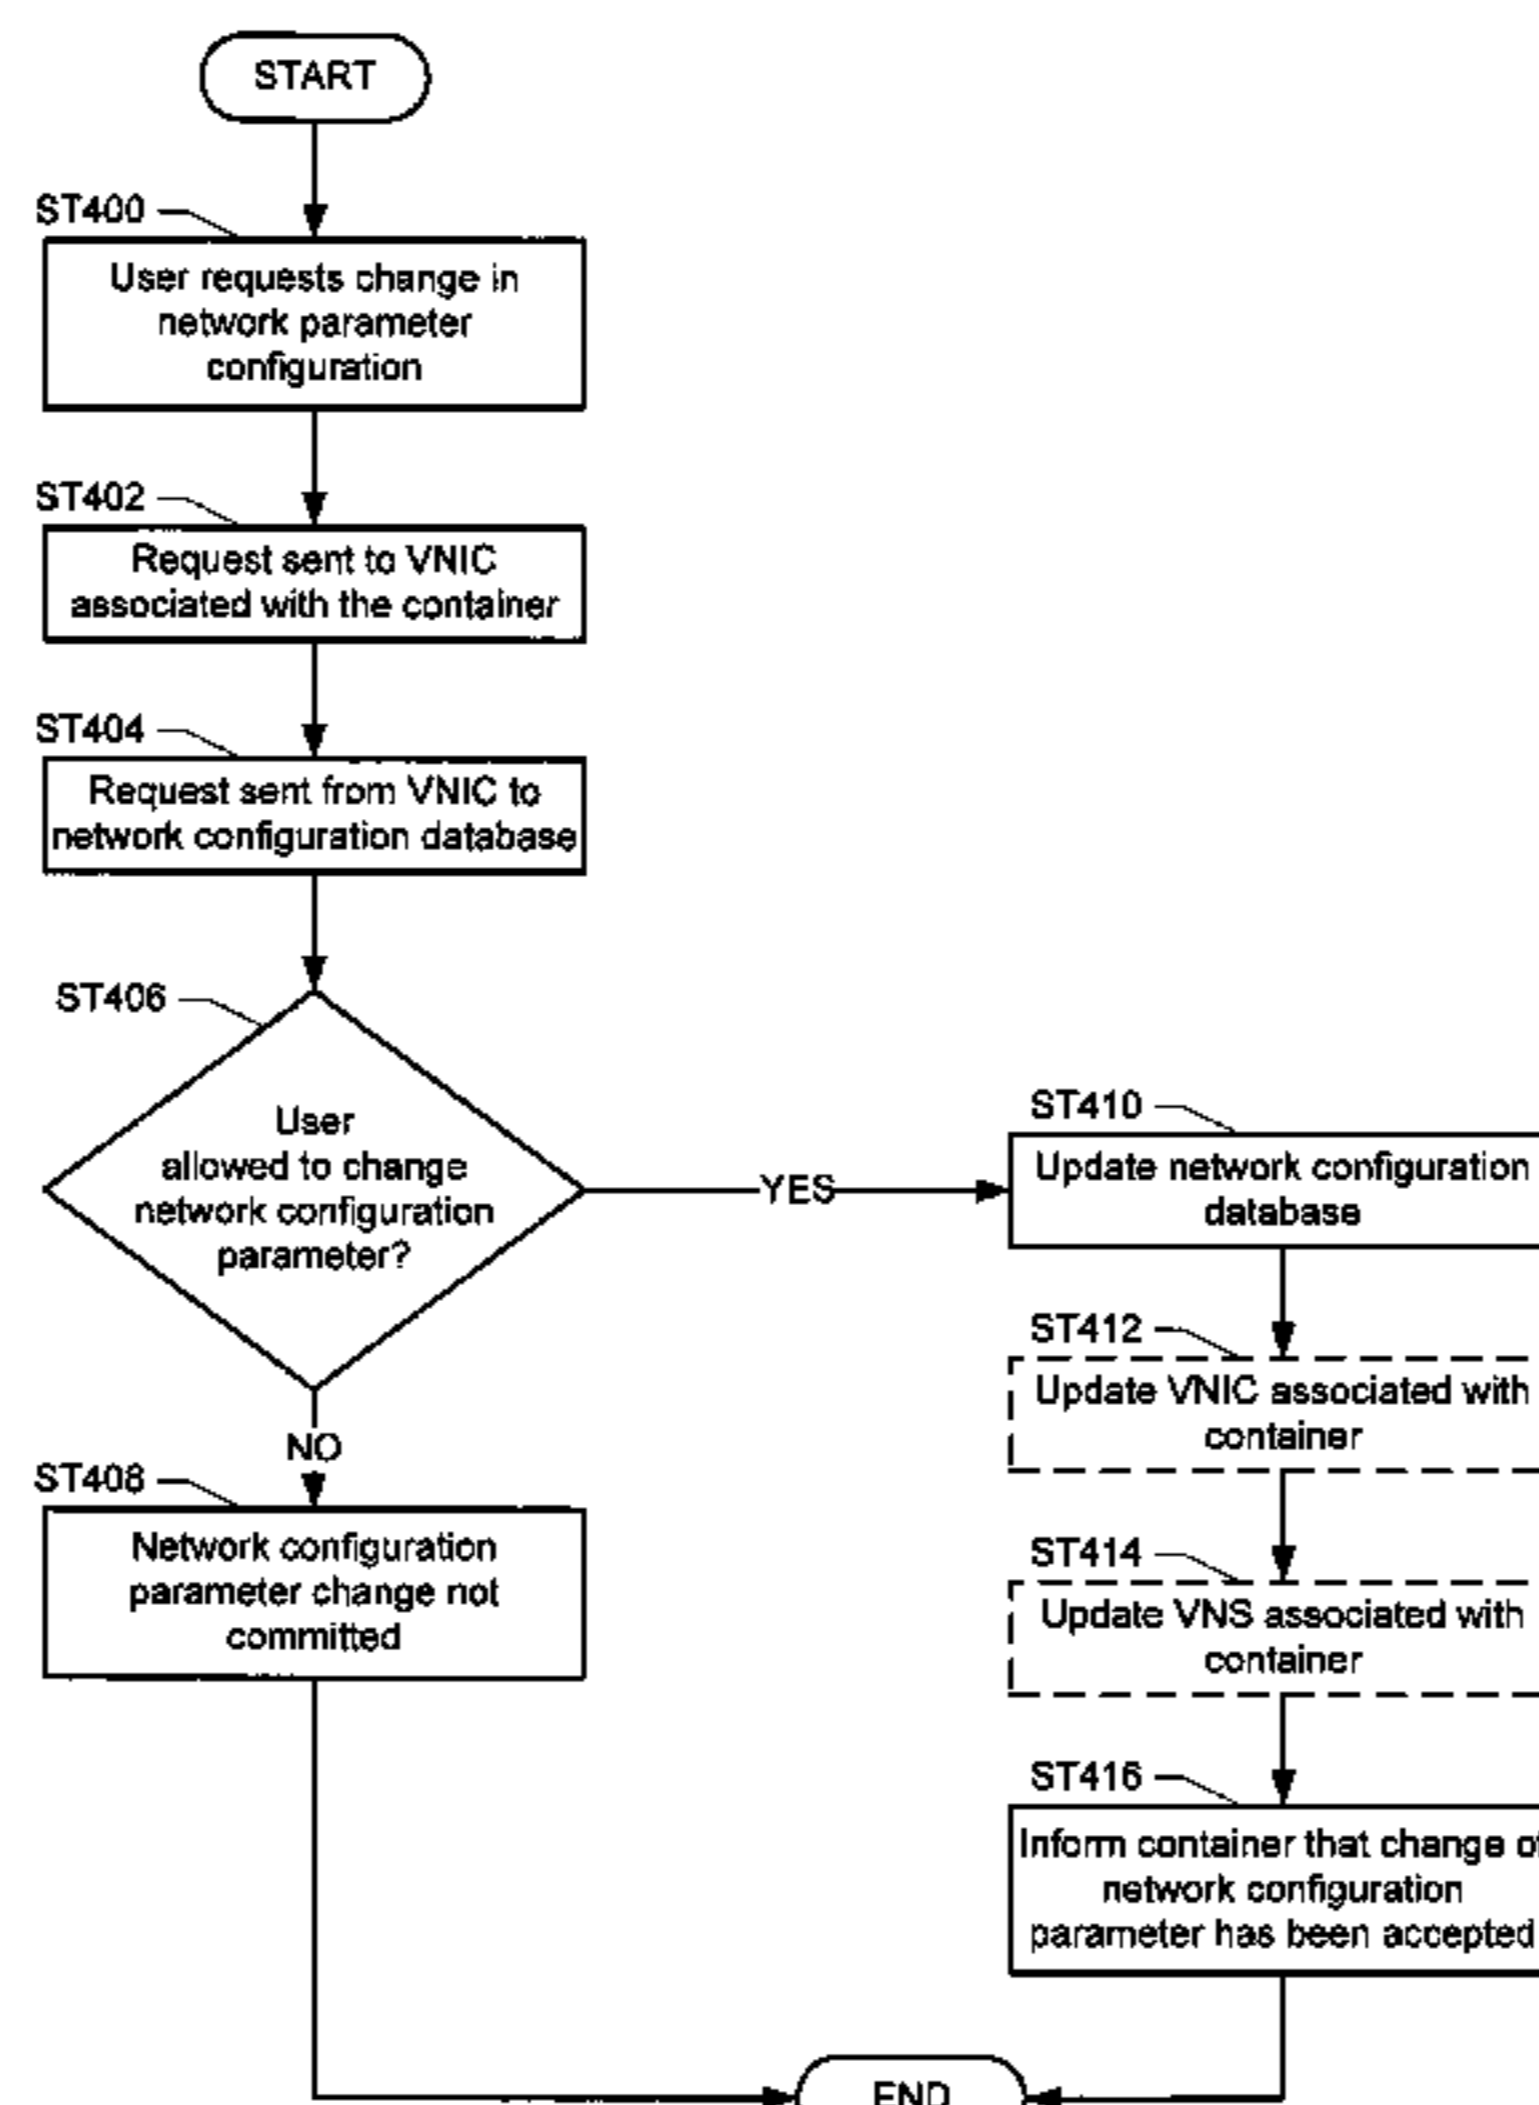 START
ST400
User requests change in
network parameter
configuration
ST402
Request sent to VNIC
associated with the container
ST404
Request sent from VNIC to
network configuration database
ST406
User
allowed to change
network configuration
parameter?
YES
NO
ST408
Network configuration
parameter change not
committed
ST410
Update network configuration
database
ST412
Update VNIC associated with
container
ST414
Update VNS associated with
container
ST416
Inform container that change of
network configuration
parameter has been accepted
END